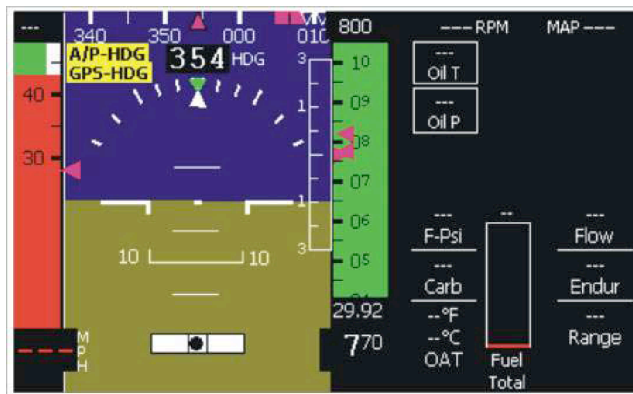 --- 340 350 000 010 800 ---RPM MAP---
A/P-HDG
GPS-HDG
354 HDG
3
1
1
3
40
30
10 10
10
09
08
07
06
05
29.92
770
MPH
----
---
Oil T
---
Oil P
---
F-Psi
---
Carb
--°F
--°C
OAT
--
Fuel
Total
---
Flow
---
Endur
---
Range